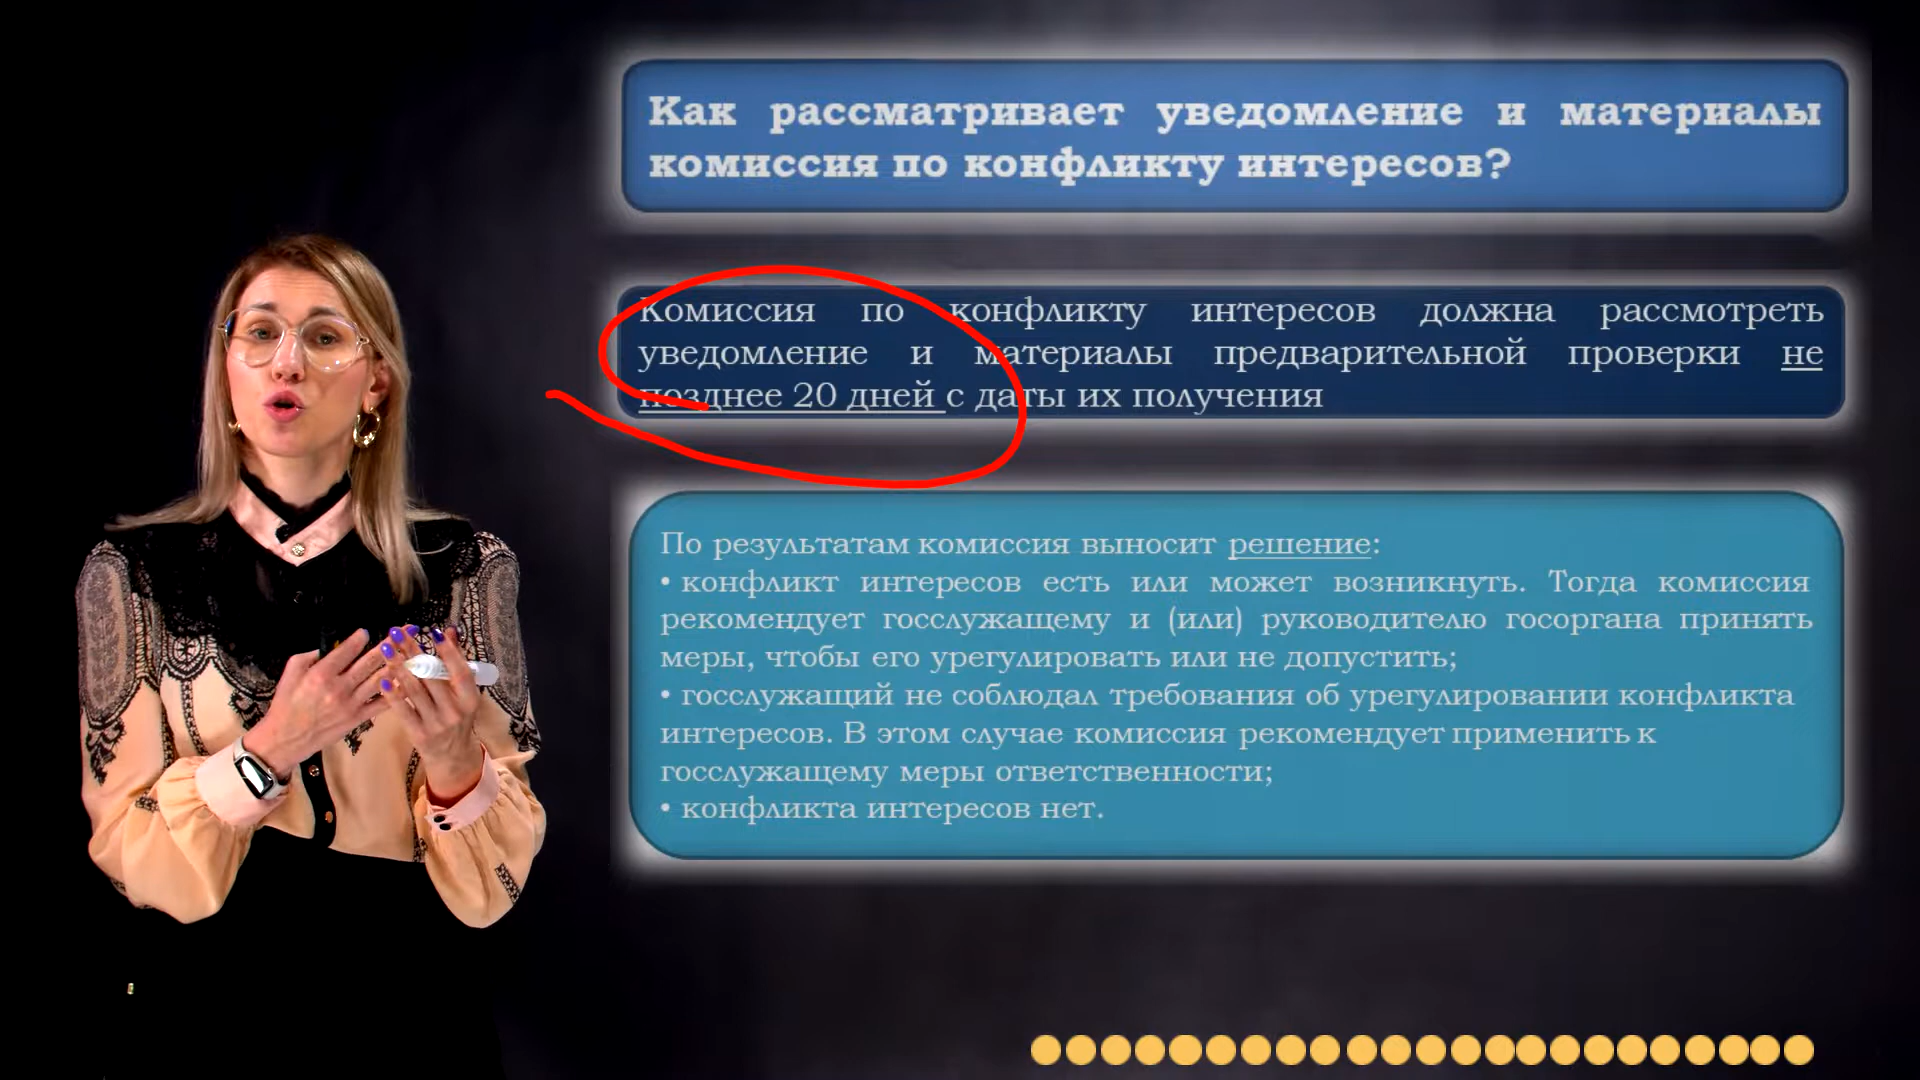 Как рассматривает уведомление и материалы
комиссия по конфликту интересов?
Комиссия по конфликту интересов должна рассмотреть
уведомление и материалы предварительной проверки не
позднее 20 дней с даты их получения
По результатам комиссия выносит решение:
• конфликт интересов есть или может возникнуть. Тогда комиссия
рекомендует госслужащему и (или) руководителю госоргана принять
меры, чтобы его урегулировать или не допустить;
• госслужащий не соблюдал требования об урегулировании конфликта
интересов. В этом случае комиссия рекомендует применить к
госслужащему меры ответственности;
• конфликта интересов нет.